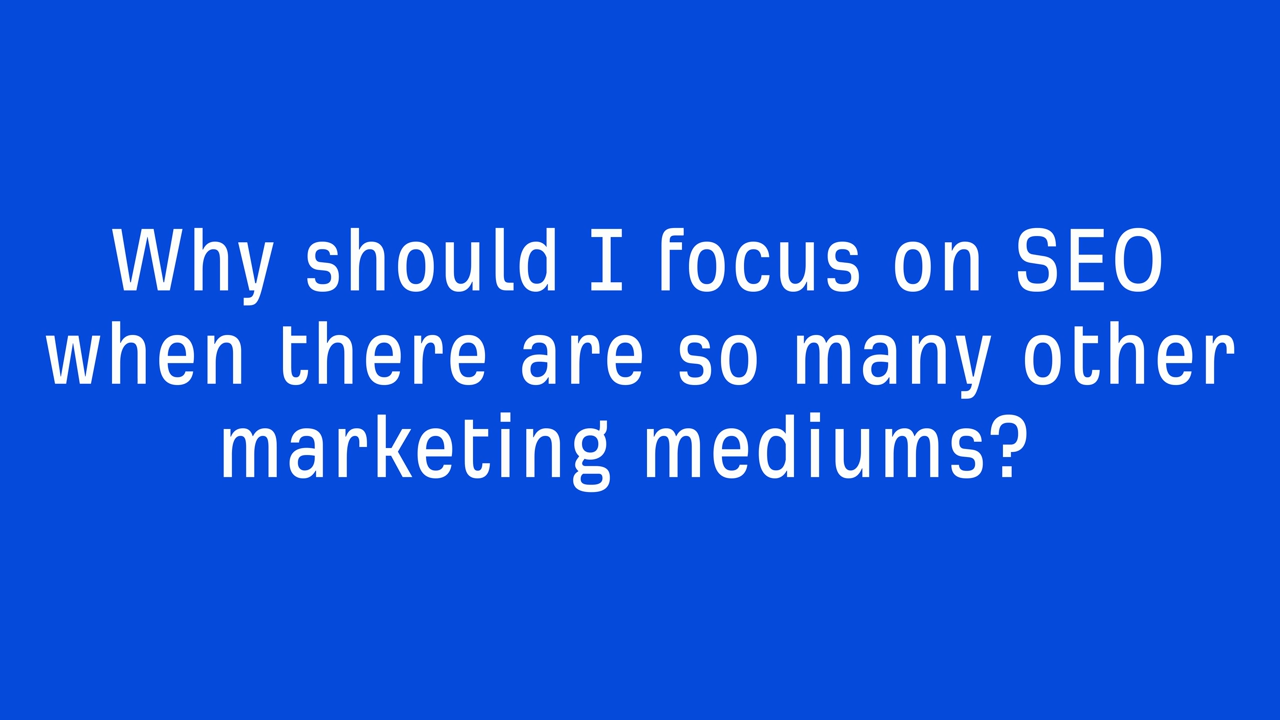 Why should I focus on SEO
when there are so many other
marketing mediums?